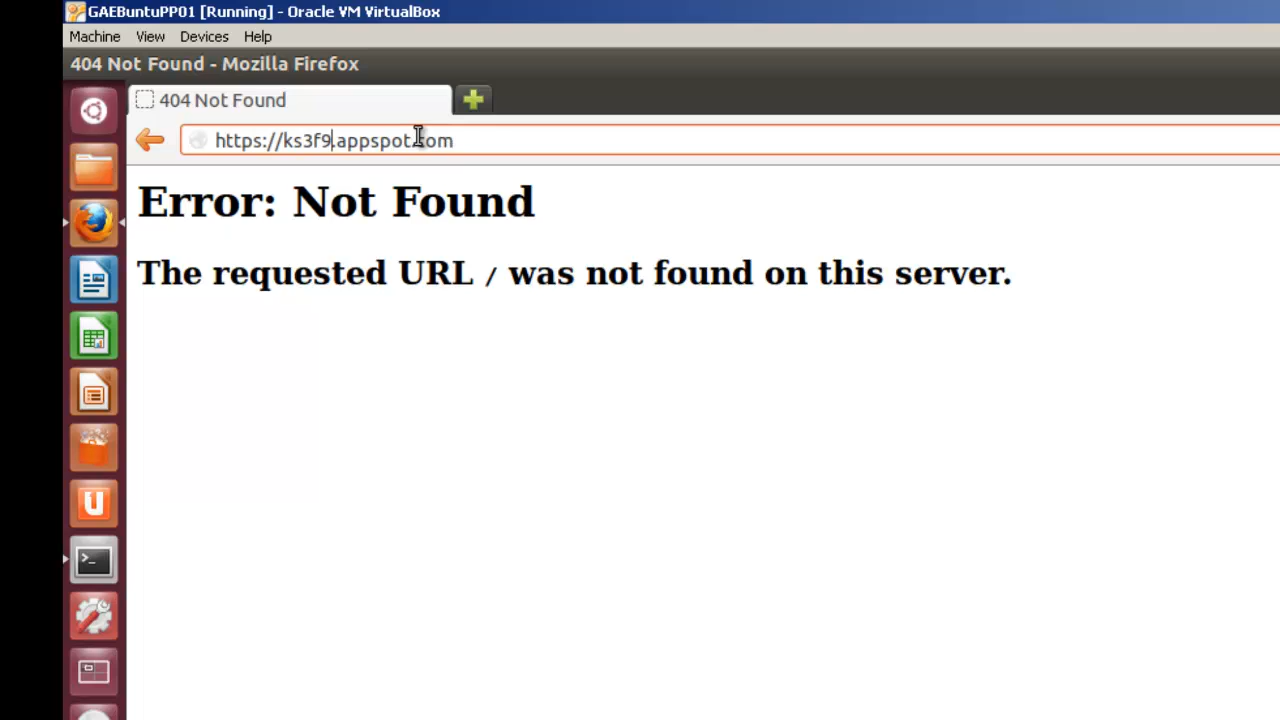 GAEBuntuPP01 [Running] - Oracle VM VirtualBox
Machine View Devices Help
404 Not Found - Mozilla Firefox
404 Not Found
https://ks3f9.appspot.com
Error: Not Found
The requested URL / was not found on this server.